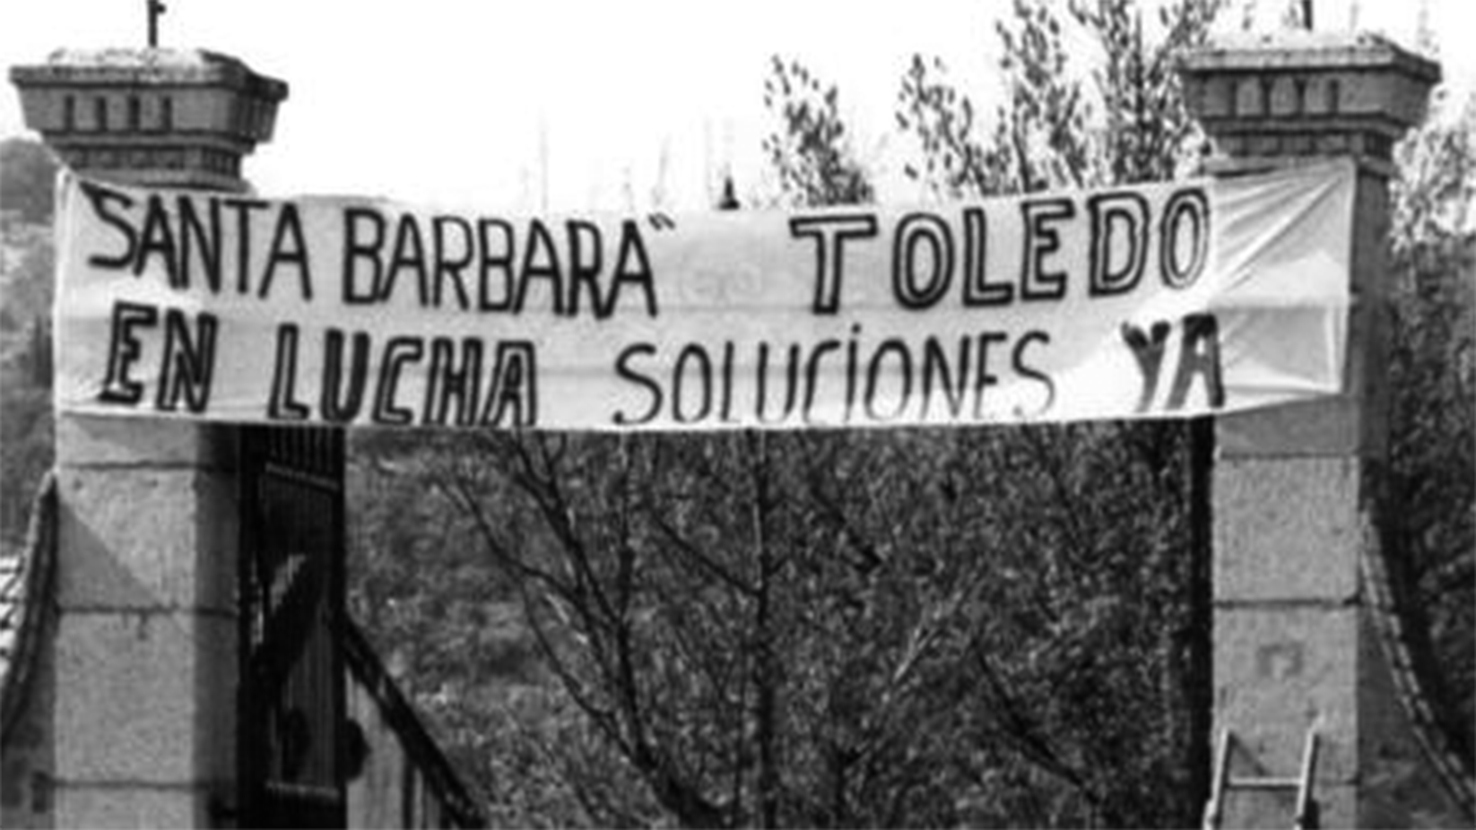 "SANTA BARBARA" TOLEDO
EN LUCHA SOLUCIONES YA